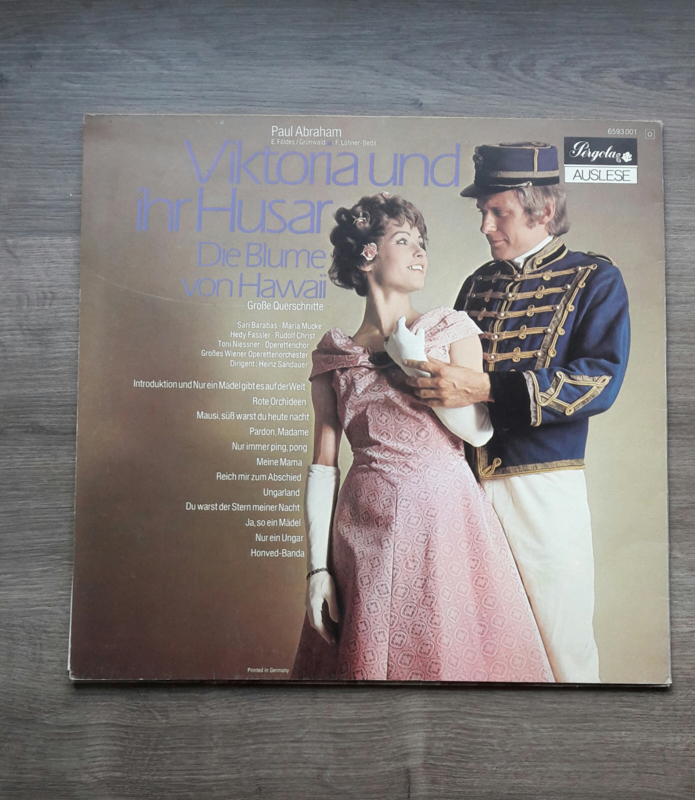 Paul Abraham
E. Földes / Grünwald F. Löhner-Beda
Viktoria und
ihr Husar
Die Blume
von Hawaii
Große Querschnitte
6593 001
D
Pergola
AUSLESE
Sari Barabas · Maria Mucke
Hedy Fassler · Rudolf Christ
Toni Niessner · Operettenchor
Großes Wiener Operettenorchester
Dirigent: Heinz Sandauer
Introduktion und Nur ein Mädel gibt es auf der Welt
Rote Orchideen
Mausi, süß warst du heute nacht
Pardon, Madame
Nur immer ping, pong
Meine Mama
Reich mir zum Abschied
Ungarland
Du warst der Stern meiner Nacht
Ja, so ein Mädel
Nur ein Ungar
Honved-Banda
Printed in Germany